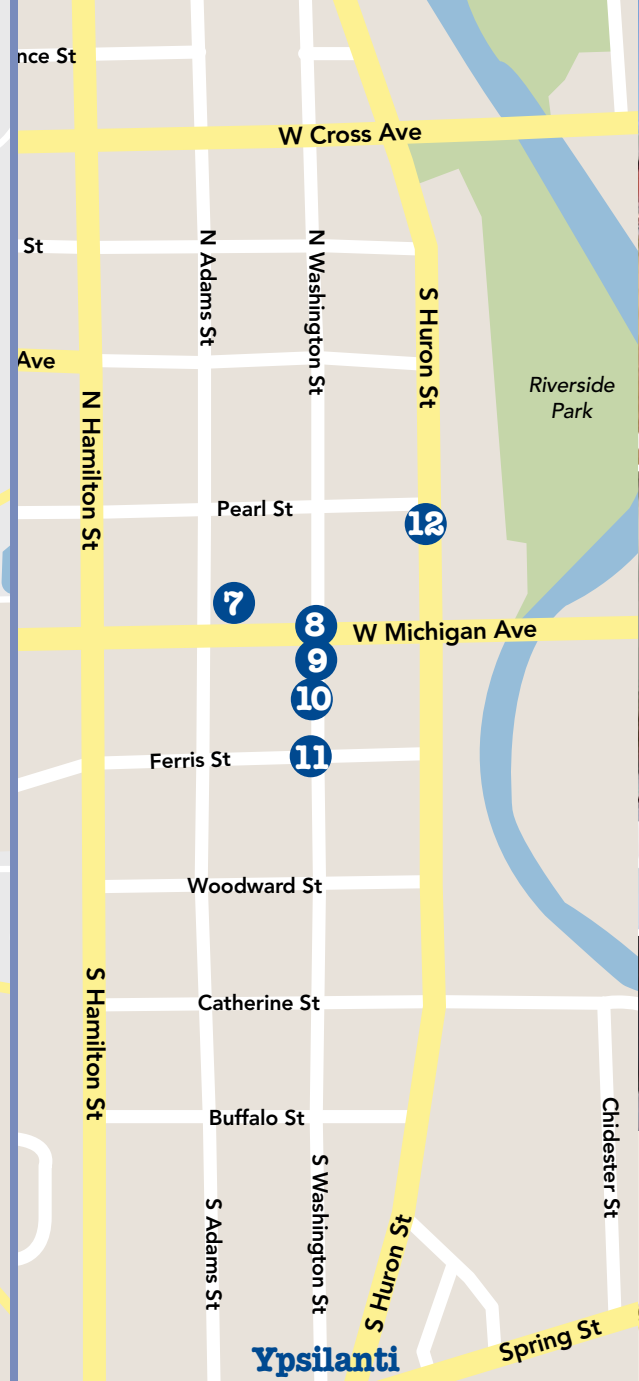 nce St
W Cross Ave
St
N Adams St
N Washington St
S Huron St
Ave
Riverside
Park
N Hamilton St
Pearl St
12
7
8
W Michigan Ave
9
10
Ferris St
11
Woodward St
S Hamilton St
Catherine St
Buffalo St
Chidester St
S Washington St
S Adams St
S Huron St
Spring St
Ypsilanti